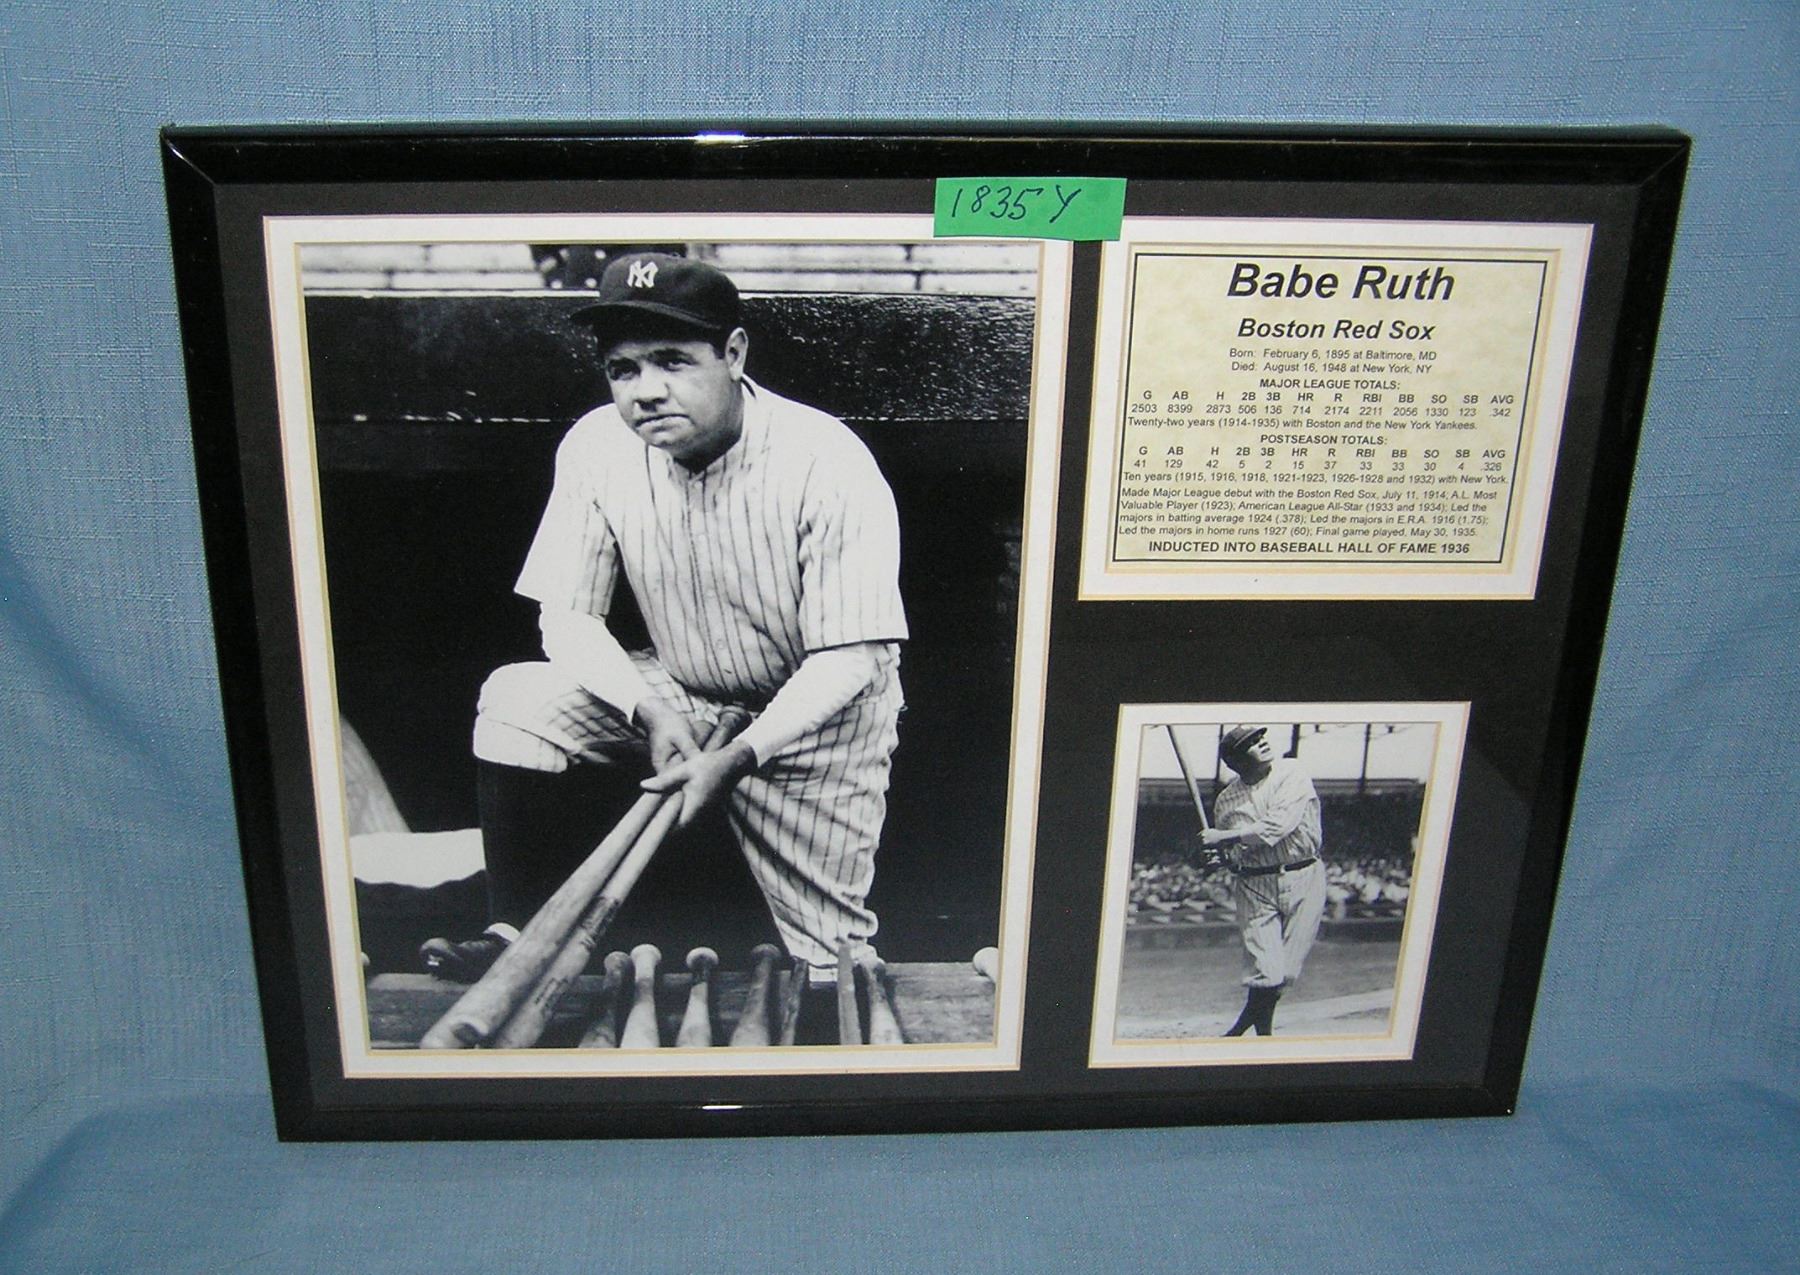 1835 Y
NY
Babe Ruth
Boston Red Sox
Born: February 6, 1895 at Baltimore, MD
Died: August 16, 1948 at New York, NY
MAJOR LEAGUE TOTALS:
G AB H 2B 3B HR R RBI BB SO SB AVG
2503 8399 2873 506 136 714 2174 2211 2056 1330 123 .342
Twenty-two years (1914-1935) with Boston and the New York Yankees.
POSTSEASON TOTALS:
G AB H 2B 3B HR R RBI BB SO SB AVG
41 129 42 5 2 15 37 33 33 30 4 .326
Ten years (1915, 1916, 1918, 1921-1923, 1926-1928 and 1932) with New York.
Made Major League debut with the Boston Red Sox, July 11, 1914; A.L. Most
Valuable Player (1923); American League All-Star (1933 and 1934); Led the
majors in batting average 1924 (.378); Led the majors in E.R.A. 1916 (1.75);
Led the majors in home runs 1927 (60); Final game played, May 30, 1935.
INDUCTED INTO BASEBALL HALL OF FAME 1936